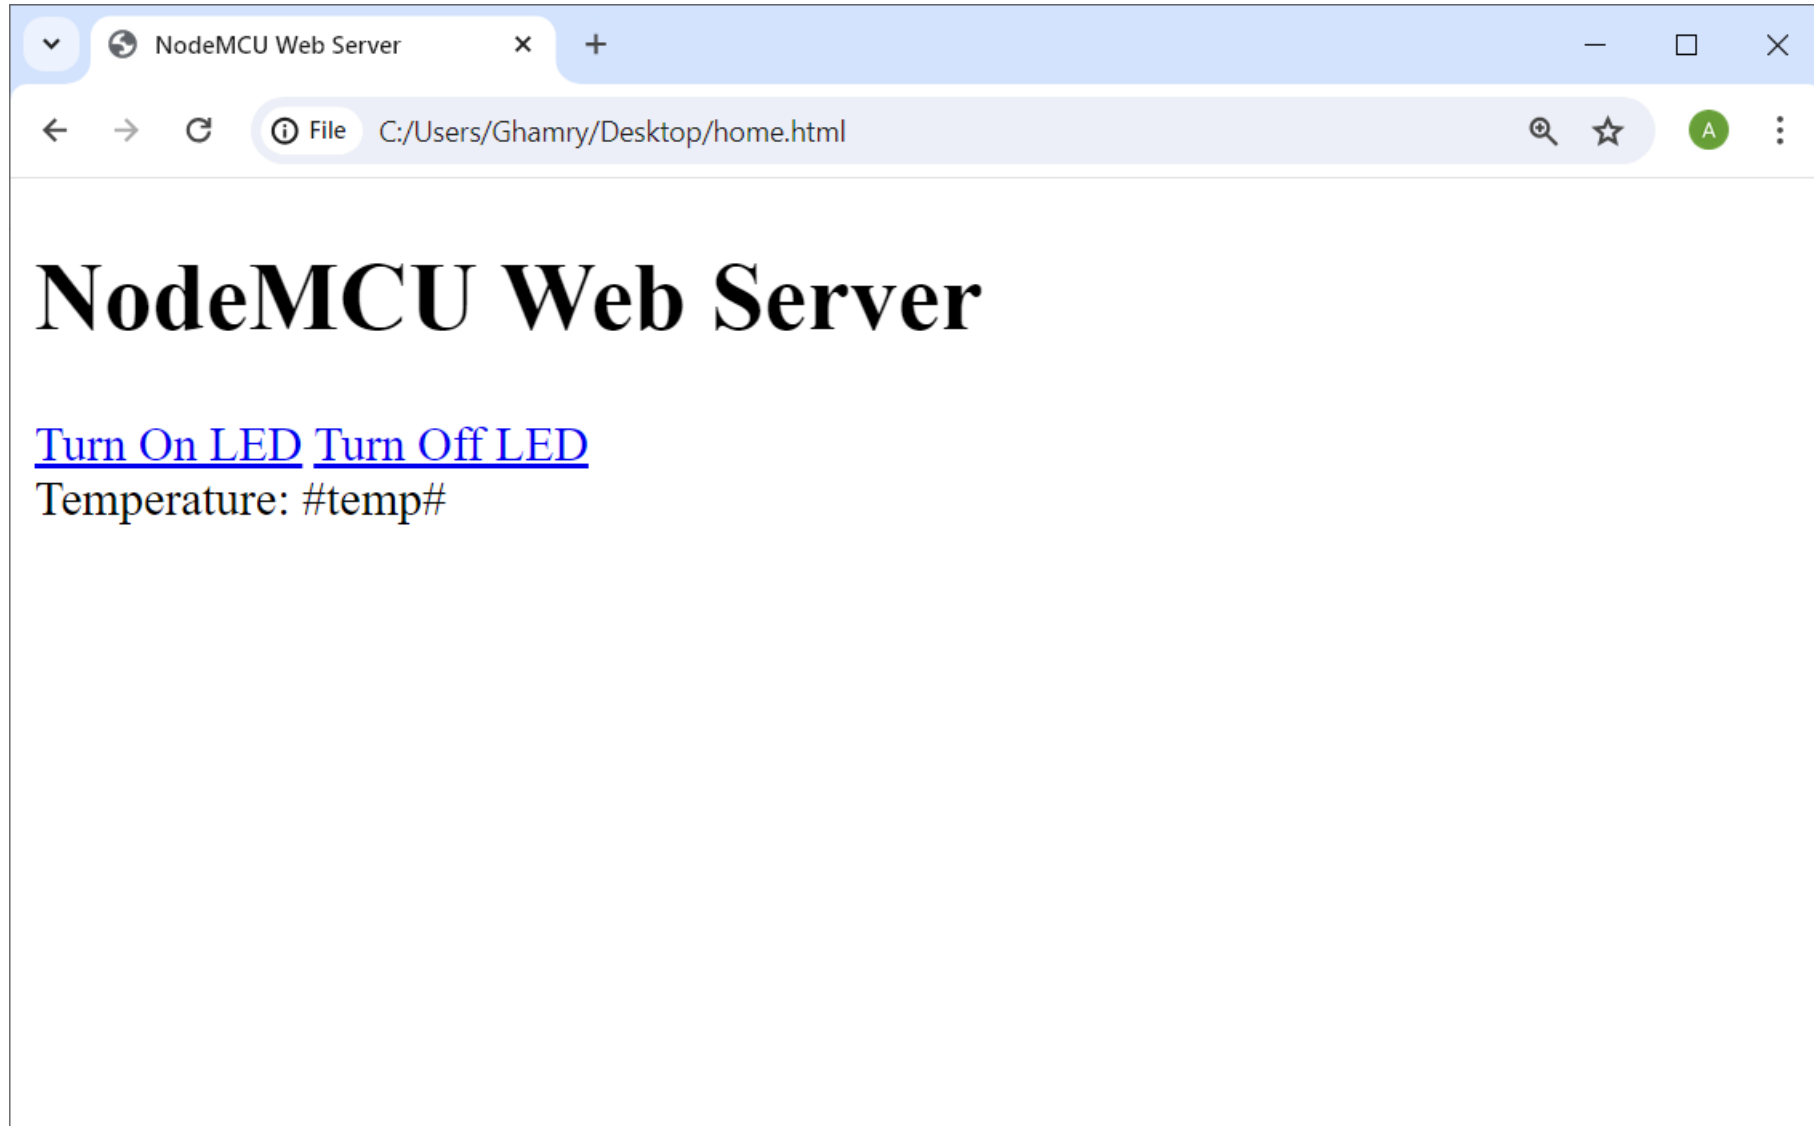 NodeMCU Web Server
File C:/Users/Ghamry/Desktop/home.html
A
NodeMCU Web Server
Turn On LED Turn Off LED
Temperature: #temp#